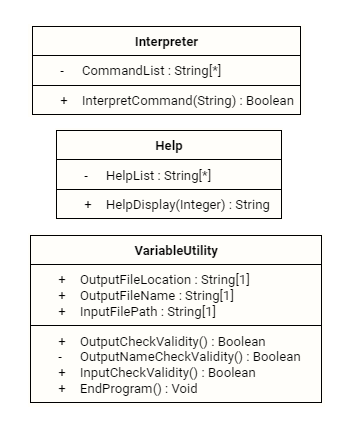 Interpreter
- CommandList : String[*]
+ InterpretCommand(String) : Boolean
Help
- HelpList : String[*]
+ HelpDisplay(Integer) : String
VariableUtility
+ OutputFileLocation : String[1]
+ OutputFileName : String[1]
+ InputFilePath : String[1]
+ OutputCheckValidity() : Boolean
- OutputNameCheckValidity() : Boolean
+ InputCheckValidity() : Boolean
+ EndProgram() : Void